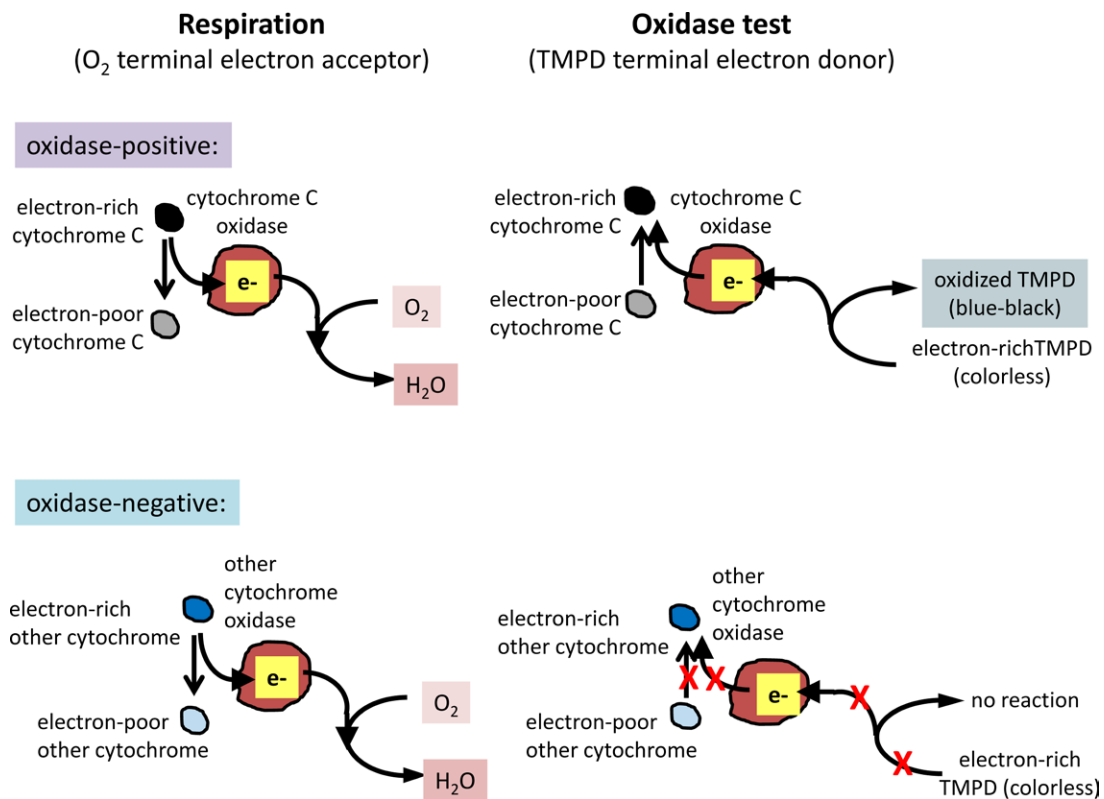 Respiration
(O₂ terminal electron acceptor)
Oxidase test
(TMPD terminal electron donor)
oxidase-positive:
electron-rich
cytochrome C
cytochrome C
oxidase
e-
electron-poor
cytochrome C
O₂
H₂O
electron-rich
cytochrome C
cytochrome C
oxidase
e-
electron-poor
cytochrome C
oxidized TMPD
(blue-black)
electron-richTMPD
(colorless)
oxidase-negative:
other
cytochrome
oxidase
electron-rich
other cytochrome
e-
electron-poor
other cytochrome
O₂
H₂O
other
cytochrome
oxidase
electron-rich
other cytochrome
X X
e-
X
electron-poor
other cytochrome
no reaction
X
electron-rich
TMPD (colorless)